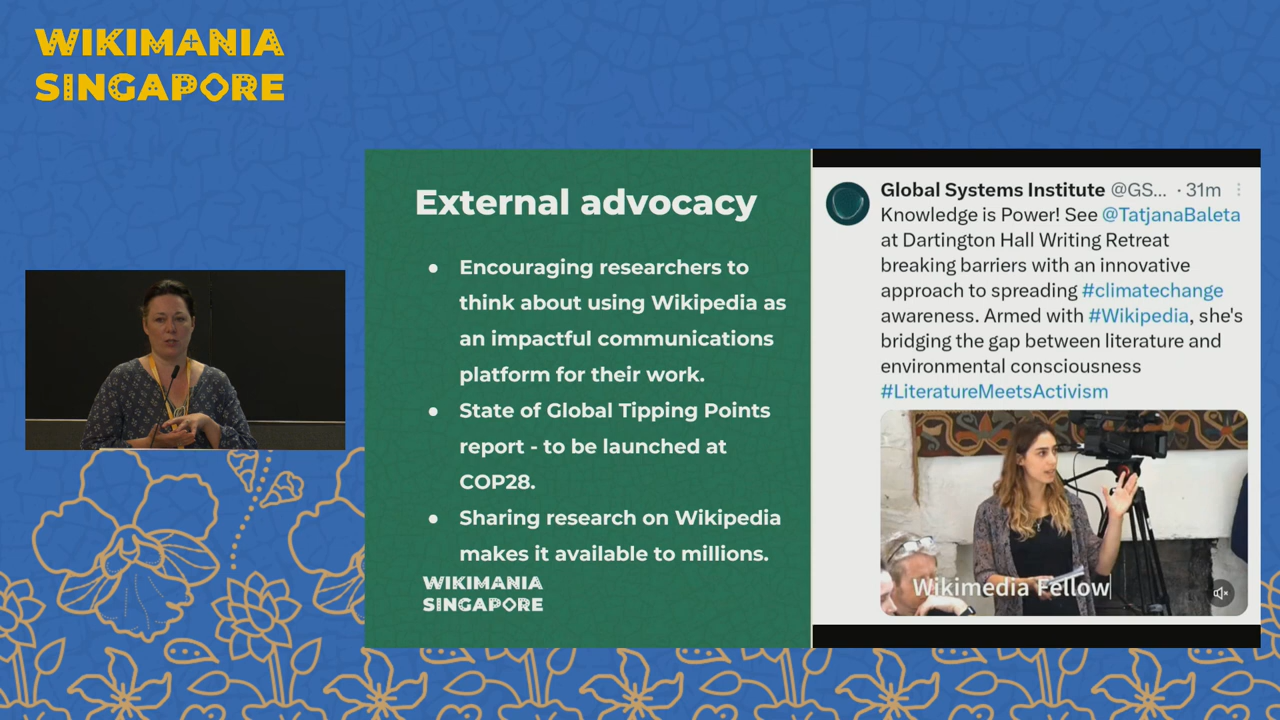 WIKIMANIA
SINGAPORE
External advocacy
● Encouraging researchers to
think about using Wikipedia as
an impactful communications
platform for their work.
● State of Global Tipping Points
report - to be launched at
COP28.
● Sharing research on Wikipedia
makes it available to millions.
WIKIMANIA
SINGAPORE
Global Systems Institute @GS... · 31m
Knowledge is Power! See @TatjanaBaleta
at Dartington Hall Writing Retreat
breaking barriers with an innovative
approach to spreading #climatechange
awareness. Armed with #Wikipedia, she's
bridging the gap between literature and
environmental consciousness
#LiteratureMeetsActivism
Wikimedia Fellow